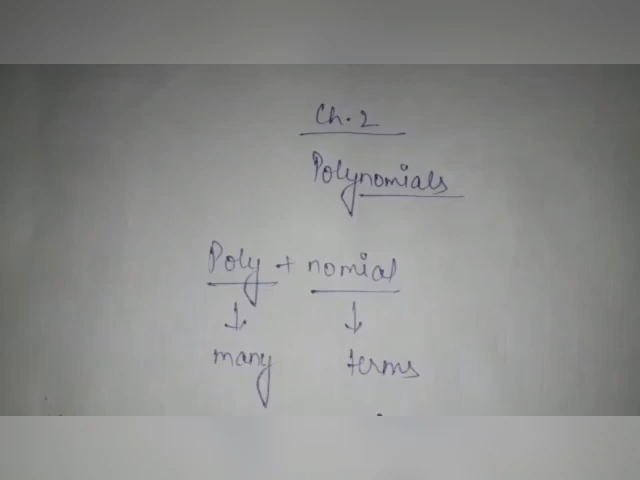 Ch. 2
Polynomials
Poly + nomial
↓ ↓
many terms